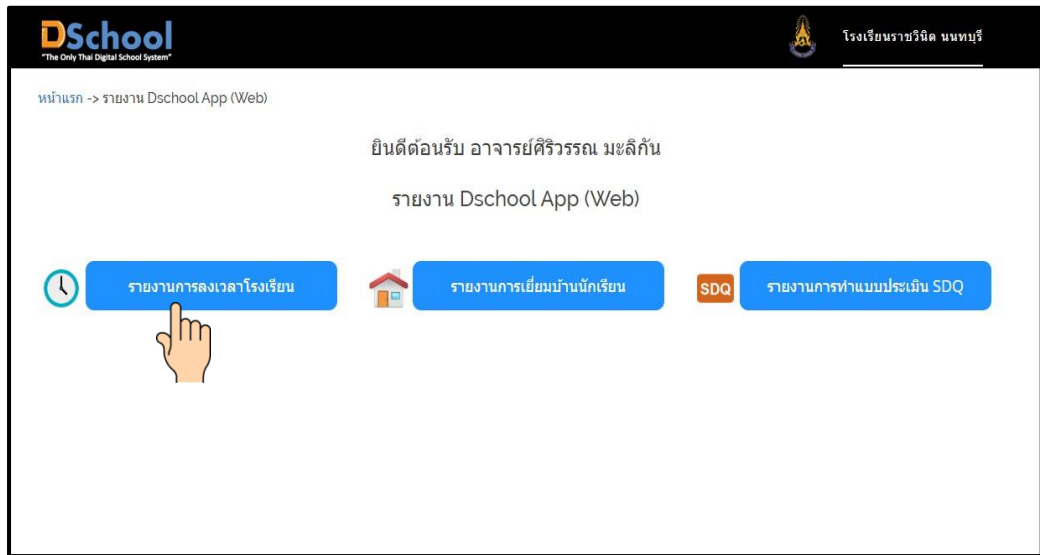 DSchool
"The Only Thai Digital School System"
โรงเรียนราชวินิต นนทบุรี
หน้าแรก -> รายงาน Dschool App (Web)
ยินดีต้อนรับ อาจารย์ศิริวรรณ มะลิกัน
รายงาน Dschool App (Web)
รายงานการลงเวลาโรงเรียน
รายงานการเยี่ยมบ้านนักเรียน
SDQ
รายงานการทำแบบประเมิน SDQ